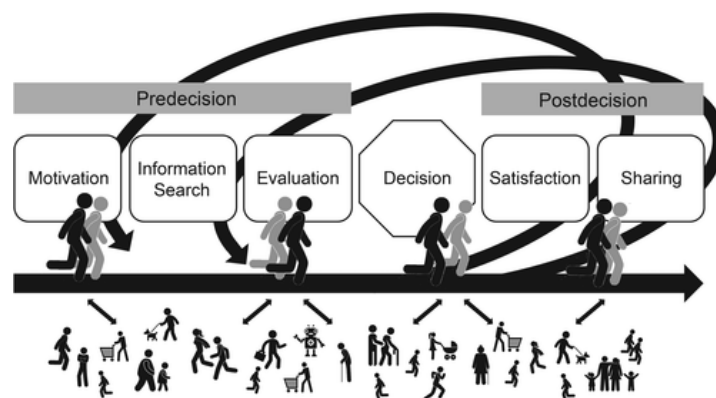 Predecision
Postdecision
Motivation
Information
Search
Evaluation
Decision
Satisfaction
Sharing